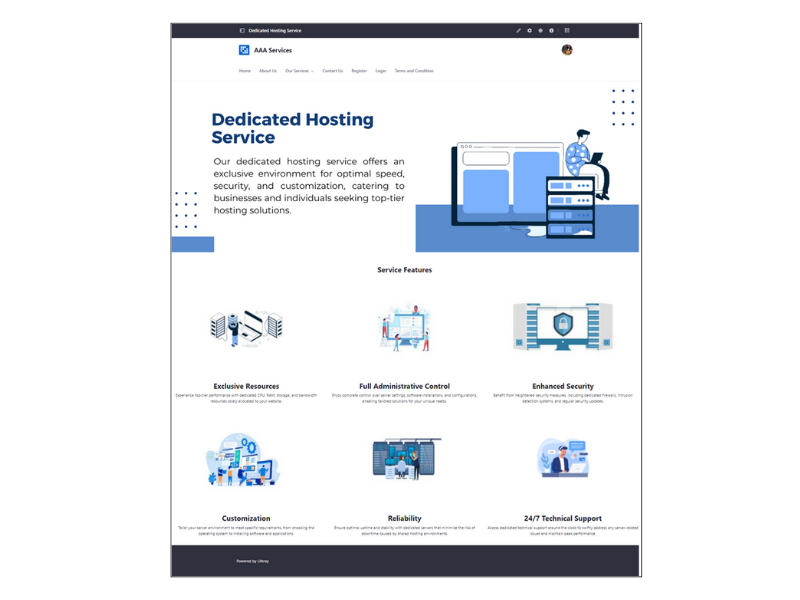 Dedicated Hosting Service
AAA Services
Home About Us Our Services Contact Us Register Login Terms and Condition
Dedicated Hosting
Service
Our dedicated hosting service offers an
exclusive environment for optimal speed,
security, and customization, catering to
businesses and individuals seeking top-tier
hosting solutions.
Service Features
Exclusive Resources
Experience top-tier performance with dedicated CPU, RAM, storage, and bandwidth
resources solely allocated to your website.
Full Administrative Control
Enjoy complete control over server settings, software installations, and configurations,
enabling tailored solutions for your unique needs.
Enhanced Security
Benefit from heightened security measures, including dedicated firewalls, intrusion
detection systems, and regular security updates.
Customization
Tailor your server environment to meet specific requirements, from choosing the
operating system to installing software and applications.
Reliability
Ensure optimal uptime and stability with dedicated servers that minimize the risk of
downtime caused by shared hosting environments.
24/7 Technical Support
Access dedicated technical support around the clock to swiftly address any server-related
issues and maintain peak performance.
Powered by Ultroy